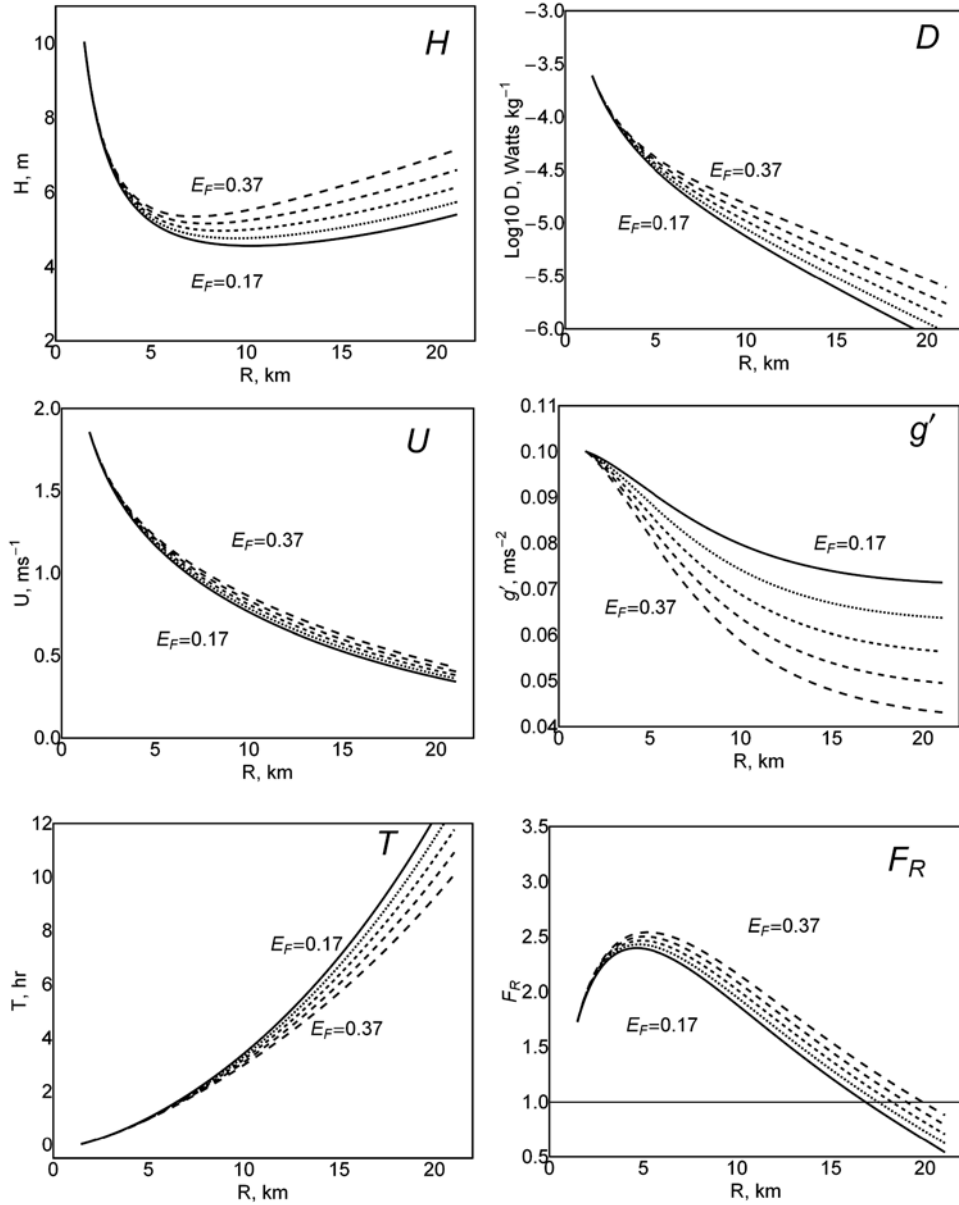 H
10
8
6
4
2
H, m
E_F=0.37
E_F=0.17
0 5 10 15 20
R, km
D
−3.0
−3.5
−4.0
−4.5
−5.0
−5.5
−6.0
Log10 D, Watts kg⁻¹
E_F=0.37
E_F=0.17
0 5 10 15 20
R, km
U
2.0
1.5
1.0
0.5
0.0
U, ms⁻¹
E_F=0.37
E_F=0.17
0 5 10 15 20
R, km
g′
0.11
0.10
0.09
0.08
0.07
0.06
0.05
0.04
g′, ms⁻²
E_F=0.17
E_F=0.37
0 5 10 15 20
R, km
T
12
10
8
6
4
2
0
T, hr
E_F=0.17
E_F=0.37
0 5 10 15 20
R, km
F_R
3.5
3.0
2.5
2.0
1.5
1.0
0.5
F_R
E_F=0.37
E_F=0.17
0 5 10 15 20
R, km